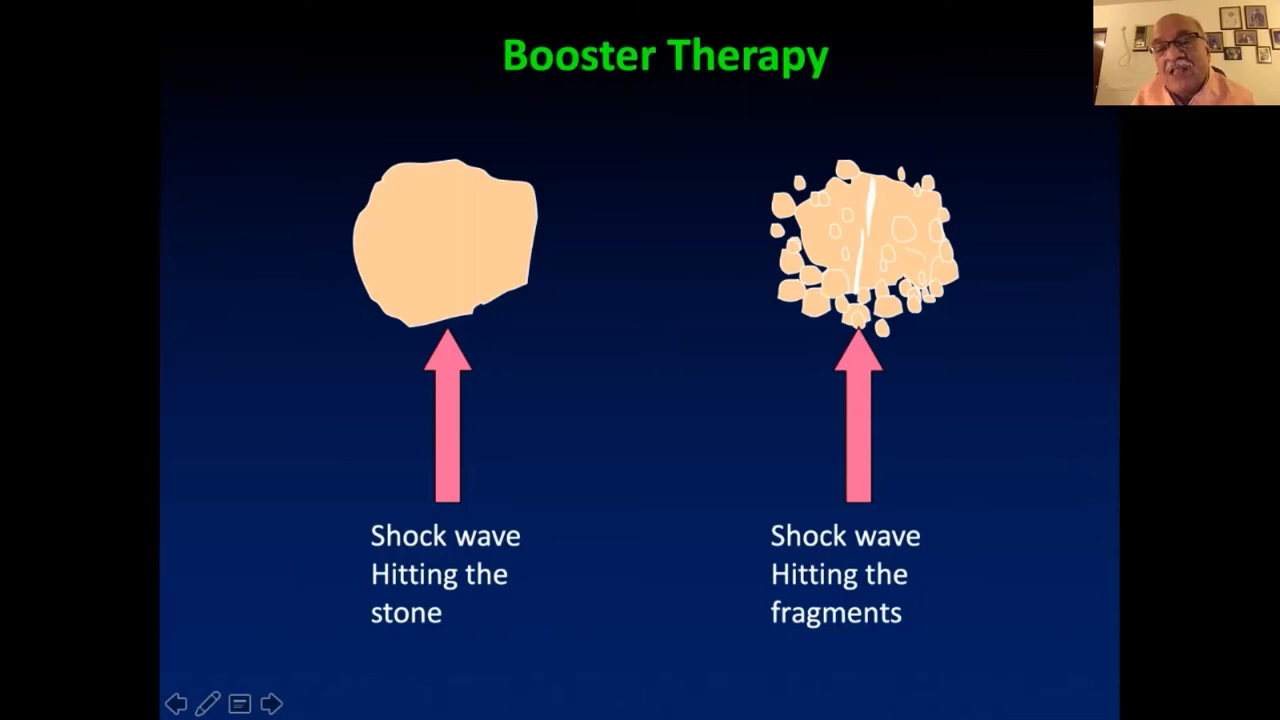 Booster Therapy
Shock wave
Hitting the
stone
Shock wave
Hitting the
fragments